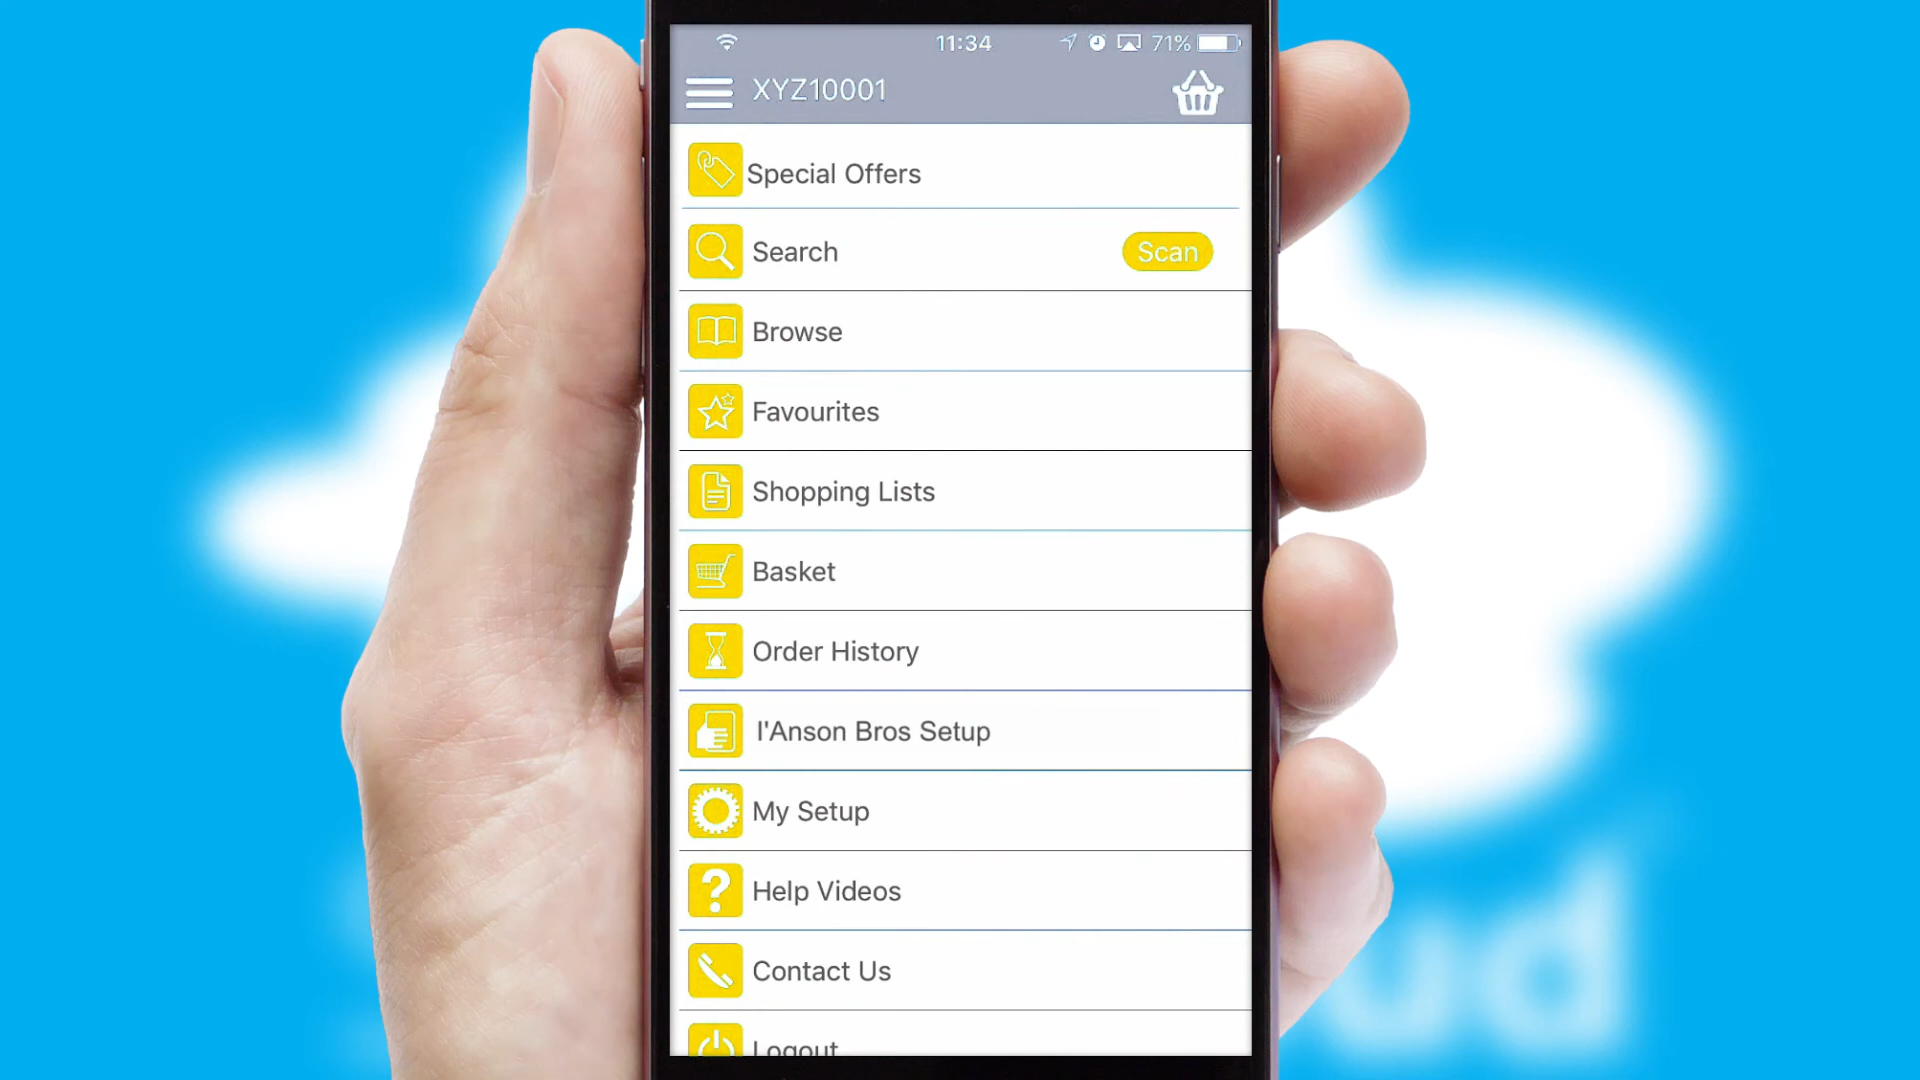 11:34 71%
XYZ10001
Special Offers
Search Scan
Browse
Favourites
Shopping Lists
Basket
Order History
I'Anson Bros Setup
My Setup
Help Videos
Contact Us
Logout